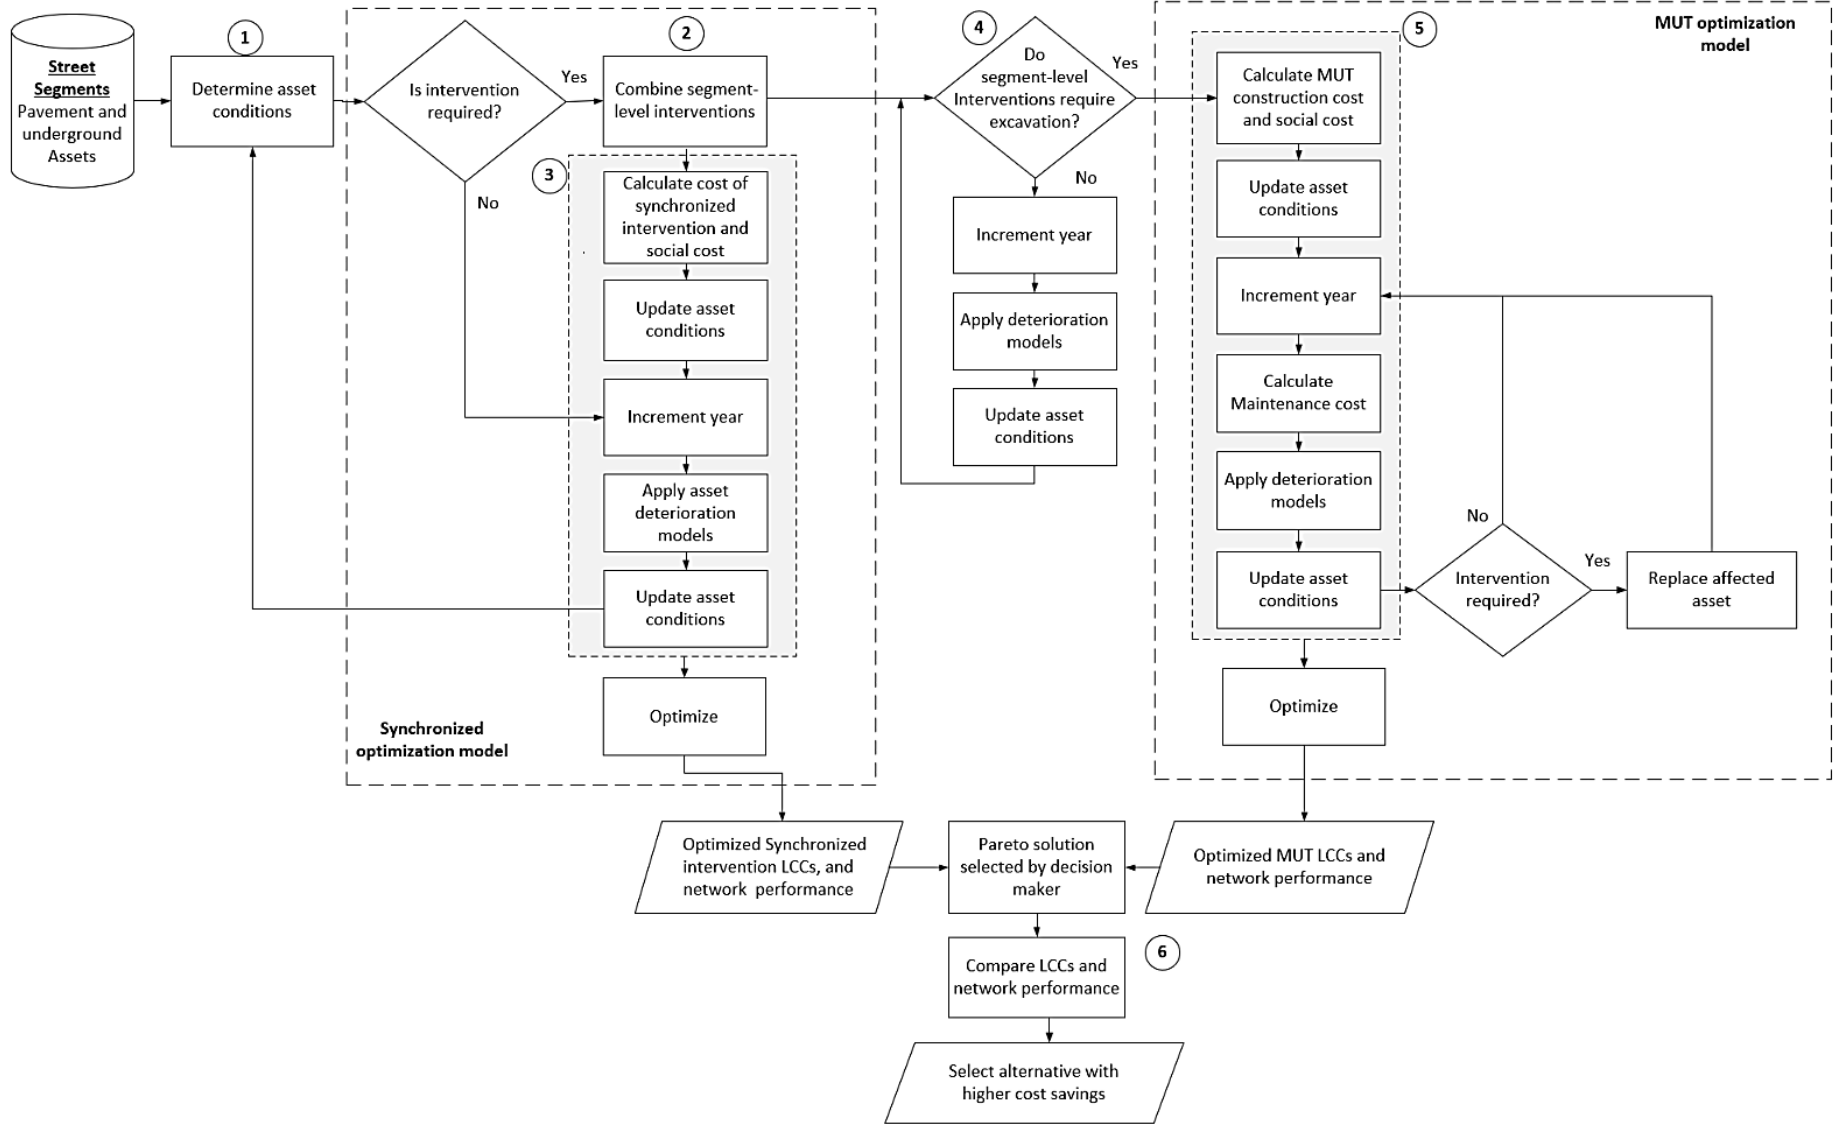 Street
Segments
Pavement and
underground
Assets
1
Determine asset
conditions
Is intervention
required?
Yes
No
2
Combine segment-
level interventions
3
Calculate cost of
synchronized
intervention and
social cost
Update asset
conditions
Increment year
Apply asset
deterioration
models
Update asset
conditions
Optimize
Synchronized
optimization model
4
Do
segment-level
Interventions require
excavation?
Yes
No
Increment year
Apply deterioration
models
Update asset
conditions
5
MUT optimization
model
Calculate MUT
construction cost
and social cost
Update asset
conditions
Increment year
Calculate
Maintenance cost
Apply deterioration
models
Update asset
conditions
No
Intervention
required?
Yes
Replace affected
asset
Optimize
Optimized Synchronized
intervention LCCs, and
network performance
Pareto solution
selected by decision
maker
Optimized MUT LCCs and
network performance
6
Compare LCCs and
network performance
Select alternative with
higher cost savings